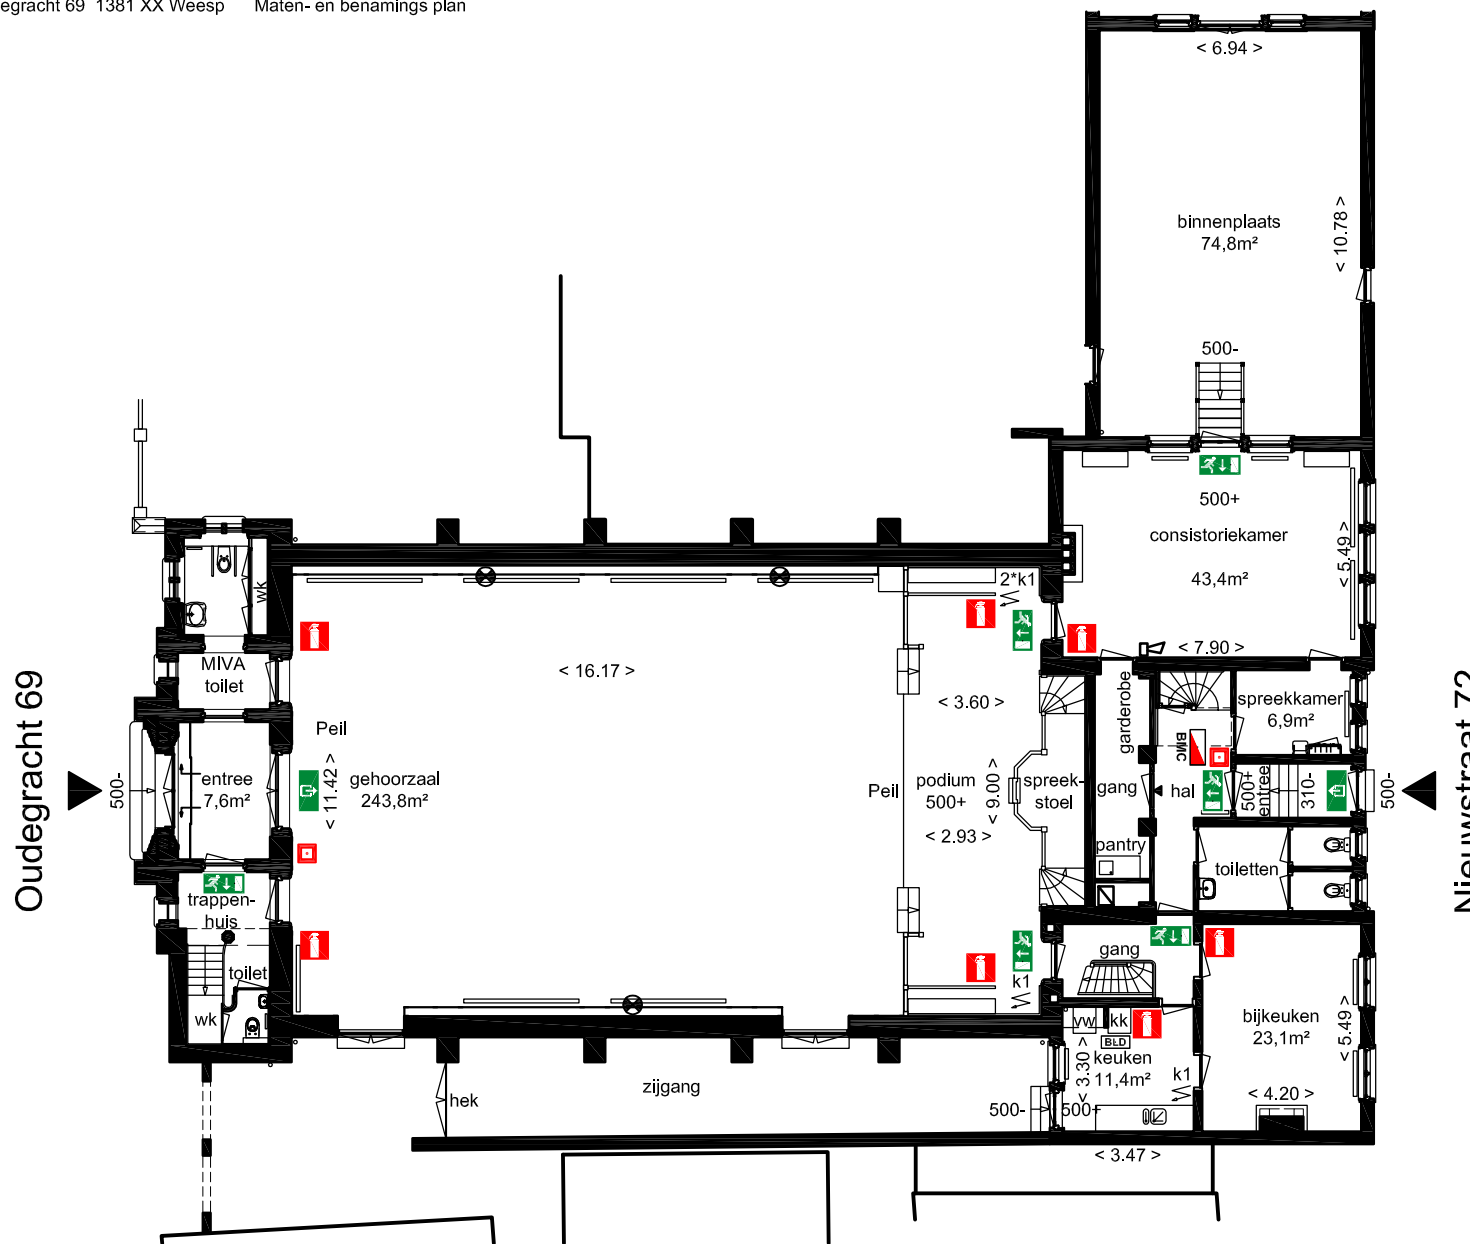 egracht 69 1381 XX Weesp Maten- en benamings plan
< 6.94 >
binnenplaats
74,8m²
< 10.78 >
500-
500+
consistoriekamer
43,4m²
< 5.49 >
< 7.90 >
2*k1
wk
MIVA
toilet
< 16.17 >
< 3.60 >
garderobe
spreekkamer
6,9m²
Oudegracht 69
Nieuwstraat 72
500-
entree
7,6m²
Peil
< 11.42 >
gehoorzaal
243,8m²
Peil
podium
500+
< 2.93 >
< 9.00 >
spreek-
stoel
gang
BMC
hal
500+
entree
310-
500-
pantry
toiletten
trappen-
huis
toilet
wk
gang
k1
vw
kk
BLD
keuken
11,4m²
< 3.30 >
k1
bijkeuken
23,1m²
< 5.49 >
< 4.20 >
hek
zijgang
500-
500+
< 3.47 >